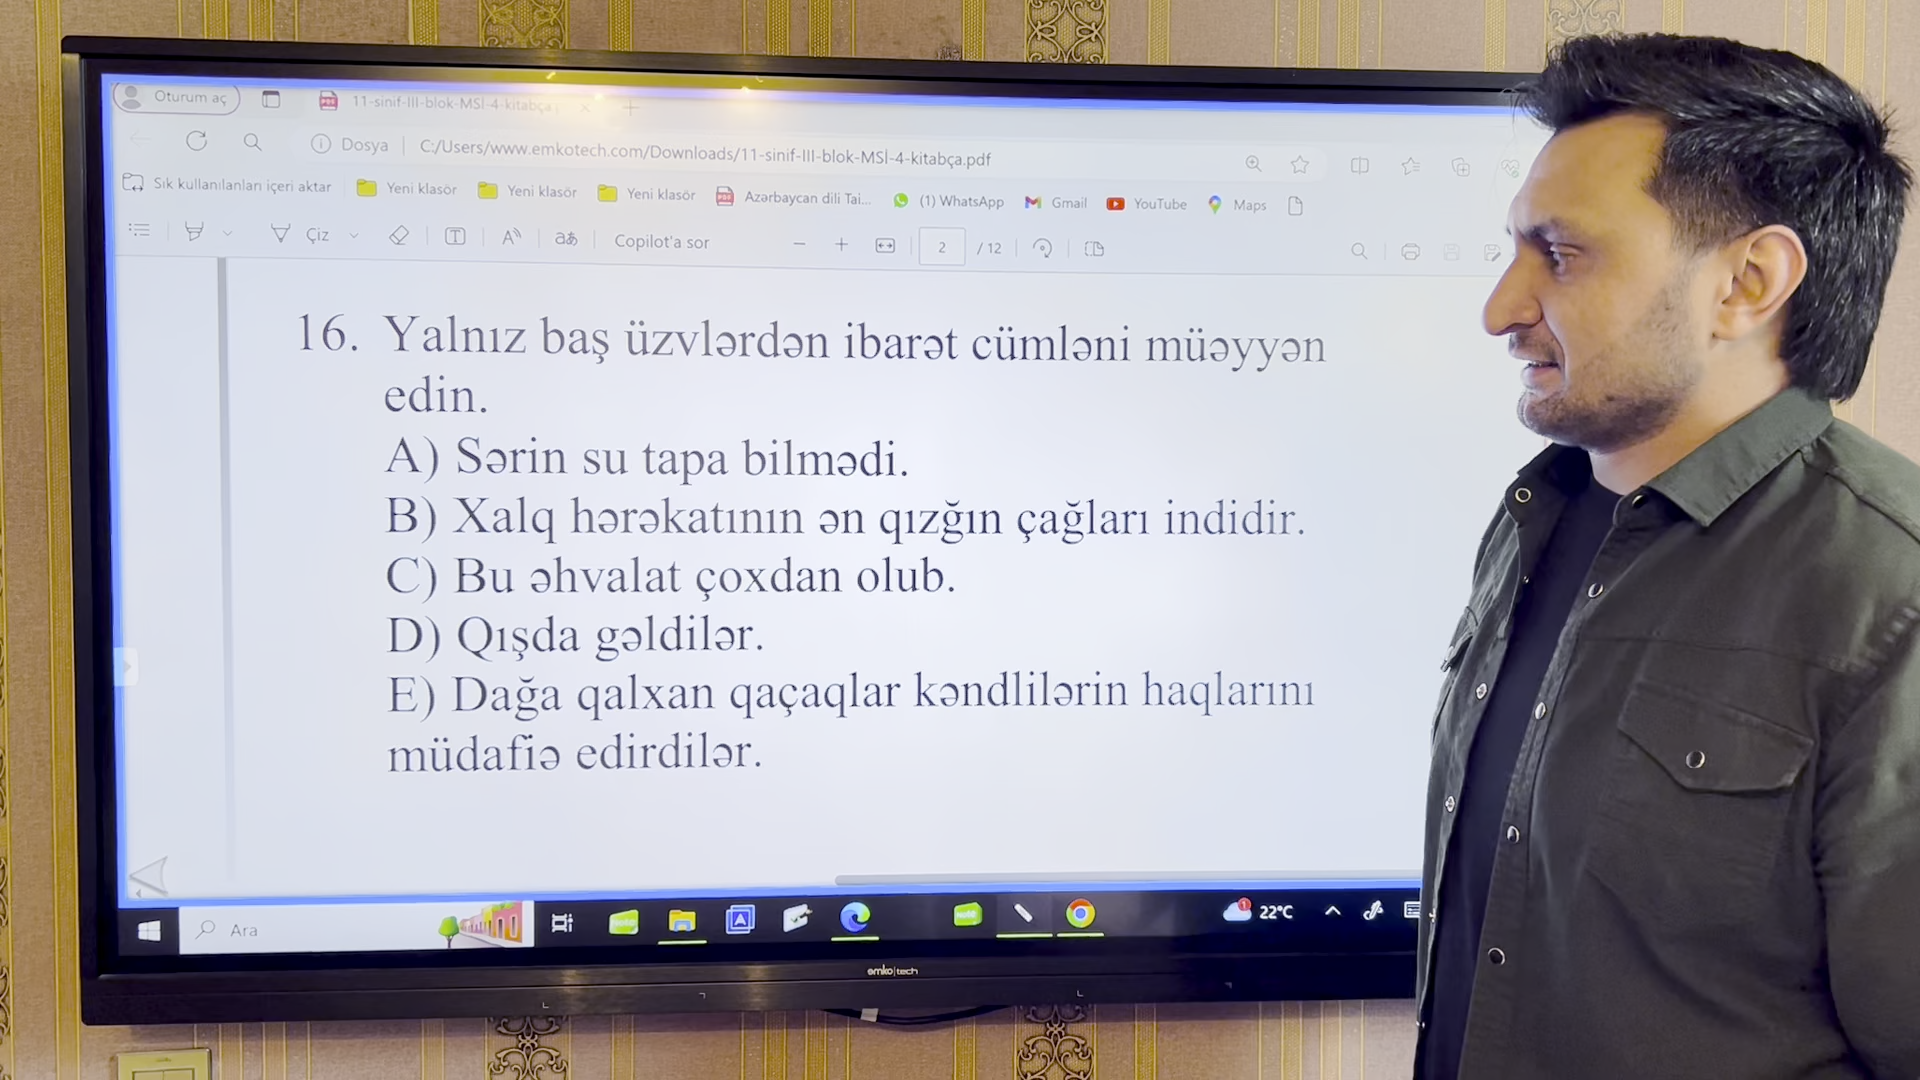 Oturum aç
11-sinif-III-blok-MSİ-4-kitabça
Dosya
C:/Users/www.emkotech.com/Downloads/11-sinif-III-blok-MSİ-4-kitabça.pdf
Sık kullanılanları içeri aktar
Yeni klasör
Yeni klasör
Yeni klasör
Azərbaycan dili Tai...
(1) WhatsApp
Gmail
YouTube
Maps
Çiz
Copilot'a sor
2 / 12
16. Yalnız baş üzvlərdən ibarət cümləni müəyyən
edin.
A) Sərin su tapa bilmədi.
B) Xalq hərəkatının ən qızğın çağları indidir.
C) Bu əhvalat çoxdan olub.
D) Qışda gəldilər.
E) Dağa qalxan qaçaqlar kəndlilərin haqlarını
müdafiə edirdilər.
Ara
22°C
emko|tech